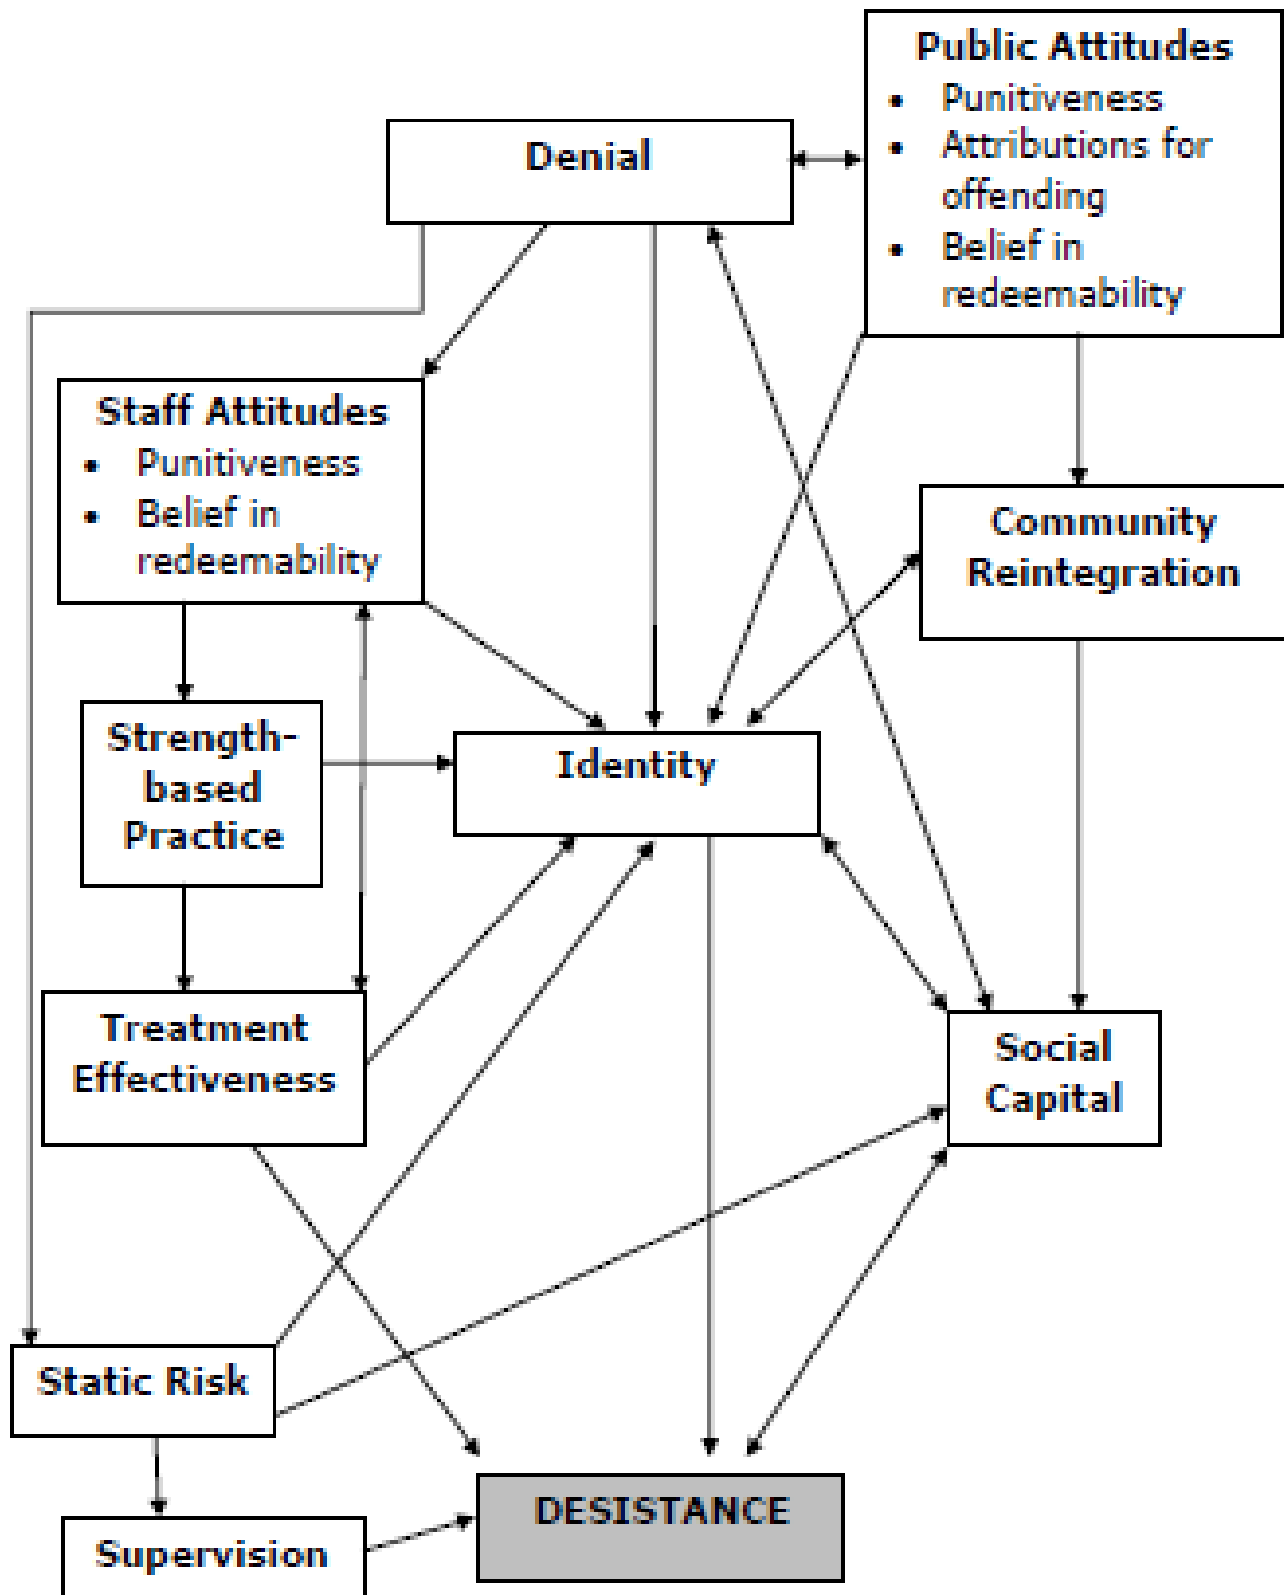 Public Attitudes
• Punitiveness
• Attributions for
offending
• Belief in
redeemability
Denial
Staff Attitudes
• Punitiveness
• Belief in
redeemability
Community
Reintegration
Strength-
based
Practice
Identity
Treatment
Effectiveness
Social
Capital
Static Risk
DESISTANCE
Supervision